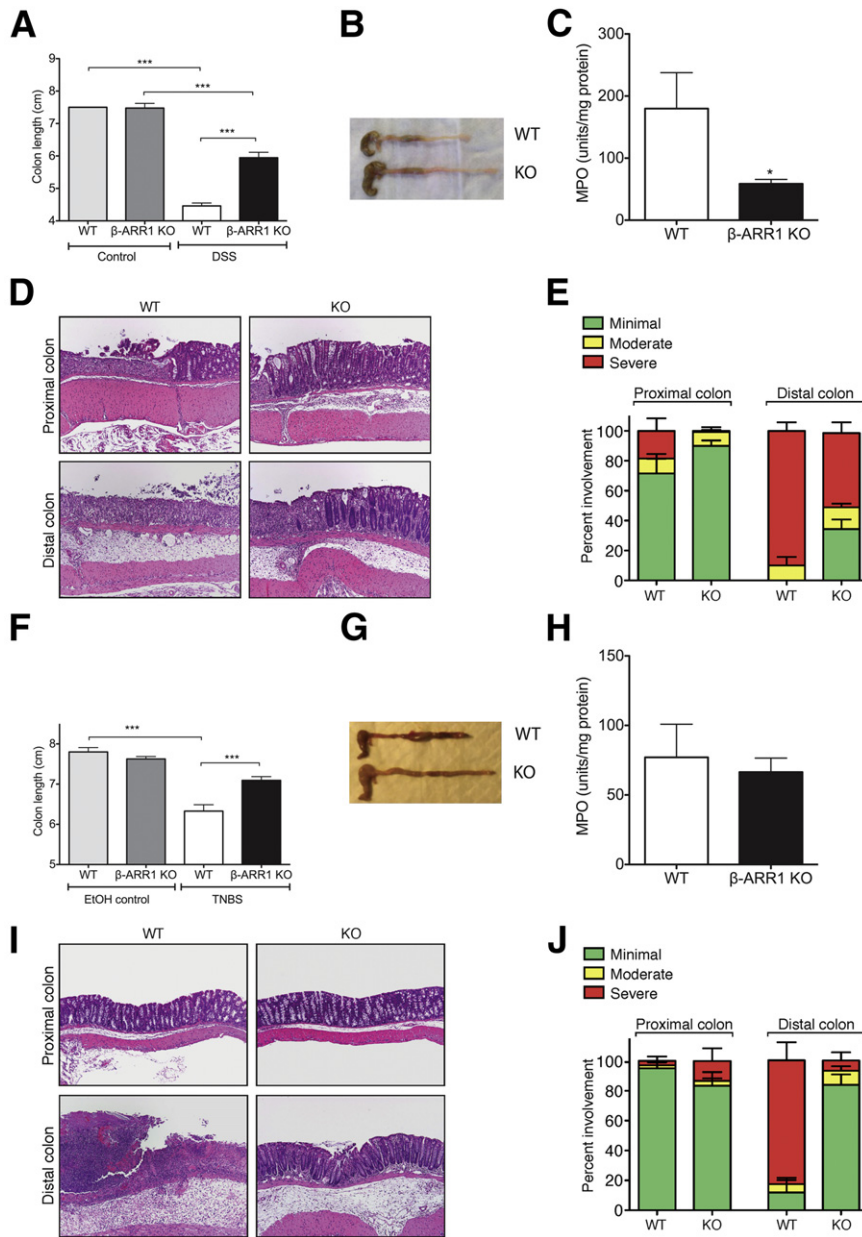 A
Colon length (cm)
9
8
7
6
5
4
***
***
***
WT
β-ARR1 KO
WT
β-ARR1 KO
Control
DSS
B
WT
KO
C
MPO (units/mg protein)
300
200
100
0
*
WT
β-ARR1 KO
D
WT
KO
Proximal colon
Distal colon
E
Minimal
Moderate
Severe
Proximal colon
Distal colon
Percent involvement
100
80
60
40
20
0
WT
KO
WT
KO
F
Colon length (cm)
8
7
6
5
***
***
WT
β-ARR1 KO
WT
β-ARR1 KO
EtOH control
TNBS
G
WT
KO
H
MPO (units/mg protein)
150
100
50
0
WT
β-ARR1 KO
I
WT
KO
Proximal colon
Distal colon
J
Minimal
Moderate
Severe
Proximal colon
Distal colon
Percent involvement
100
80
60
40
20
0
WT
KO
WT
KO